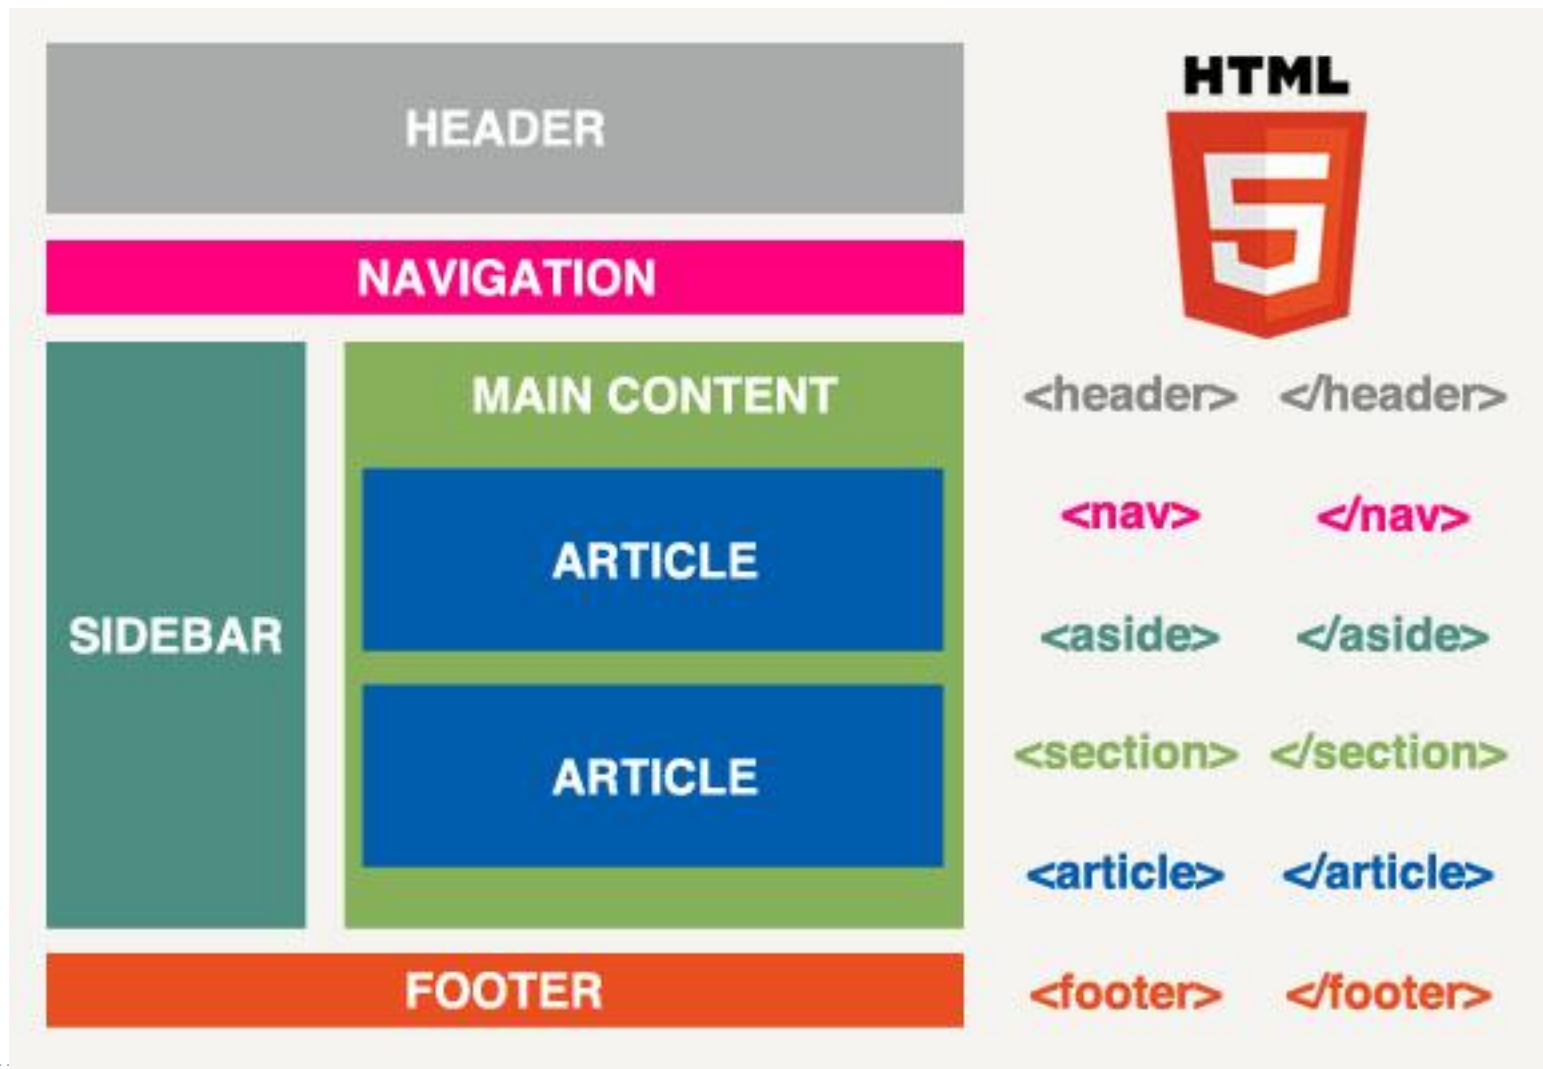 HEADER
NAVIGATION
SIDEBAR
MAIN CONTENT
ARTICLE
ARTICLE
FOOTER
HTML
5
<header> </header>
<nav> </nav>
<aside> </aside>
<section> </section>
<article> </article>
<footer> </footer>